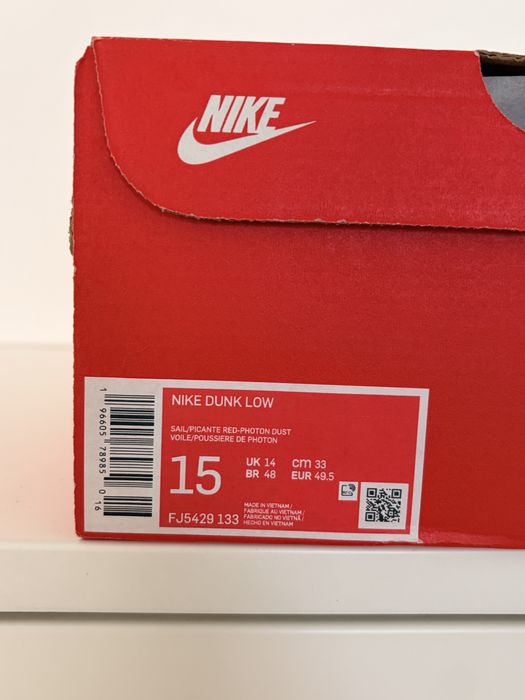 NIKE
NIKE DUNK LOW
SAIL/PICANTE RED-PHOTON DUST
VOILE/POUSSIERE DE PHOTON
15
UK 14 cm 33
BR 48 EUR 49.5
MADE IN VIETNAM /
FABRIQUE AU VIETNAM /
FABRICADO NO VIETNÃ /
HECHO EN VIETNAM
FJ5429 133
1 96605 78985 0 16